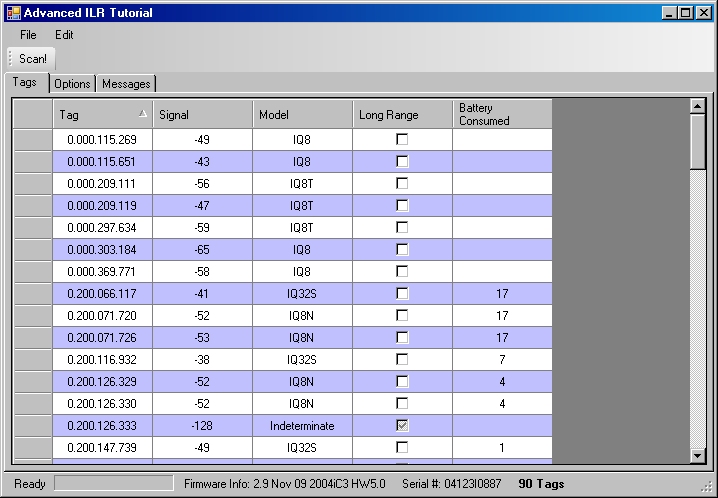 Advanced ILR Tutorial
File Edit
Scan!
Tags Options Messages
Tag Signal Model Long Range Battery Consumed
0.000.115.269 -49 IQ8
0.000.115.651 -43 IQ8
0.000.209.111 -56 IQ8T
0.000.209.119 -47 IQ8T
0.000.297.634 -59 IQ8T
0.000.303.184 -65 IQ8
0.000.369.771 -58 IQ8
0.200.066.117 -41 IQ32S 17
0.200.071.720 -52 IQ8N 17
0.200.071.726 -53 IQ8N 17
0.200.116.932 -38 IQ32S 7
0.200.126.329 -52 IQ8N 4
0.200.126.330 -52 IQ8N 4
0.200.126.333 -128 Indeterminate
0.200.147.739 -49 IQ32S 1
Ready Firmware Info: 2.9 Nov 09 2004iC3 HW5.0 Serial #: 04123I0887 90 Tags